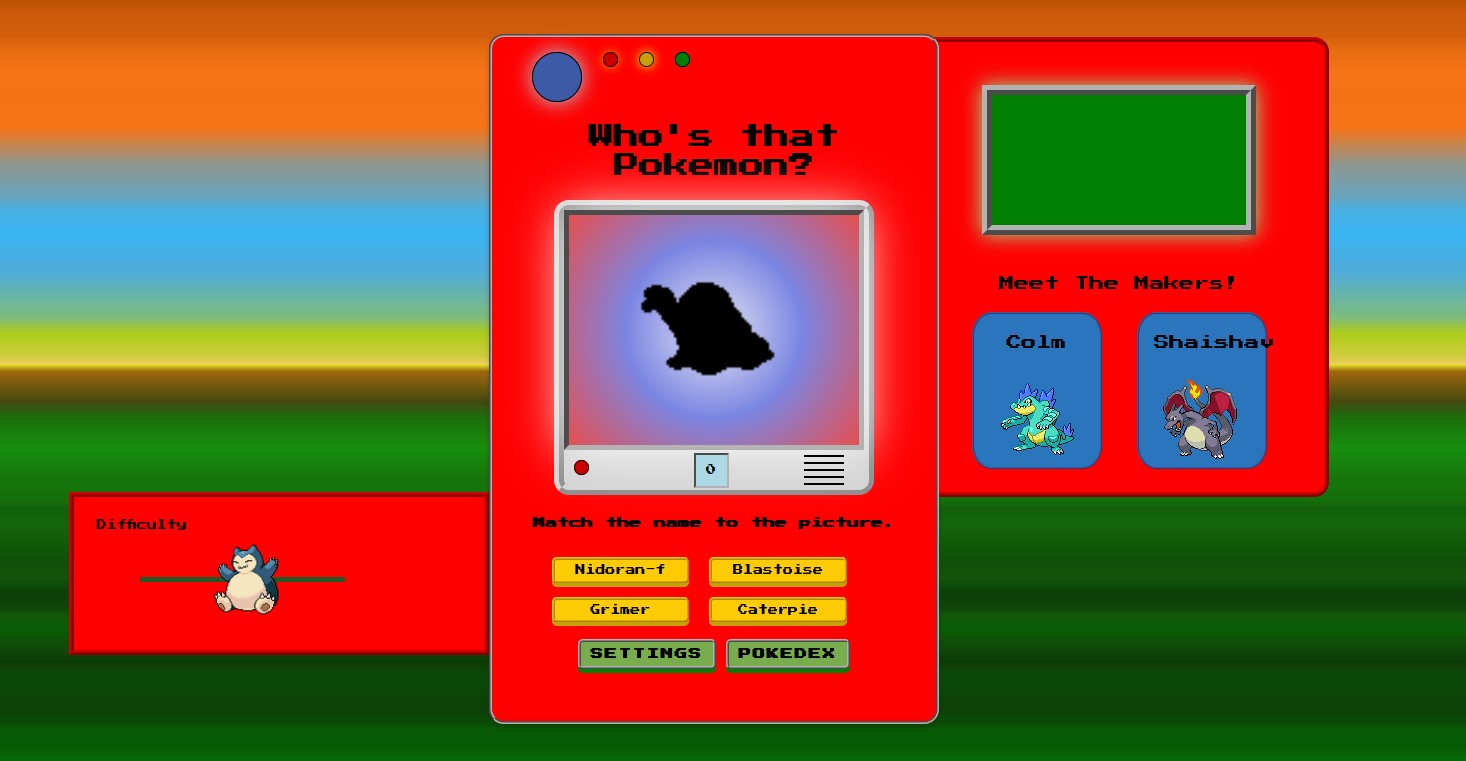 Who's that
Pokemon?
0
Match the name to the picture.
Nidoran-f
Blastoise
Grimer
Caterpie
SETTINGS
POKEDEX
Meet The Makers!
Colm
Shaishav
Difficulty